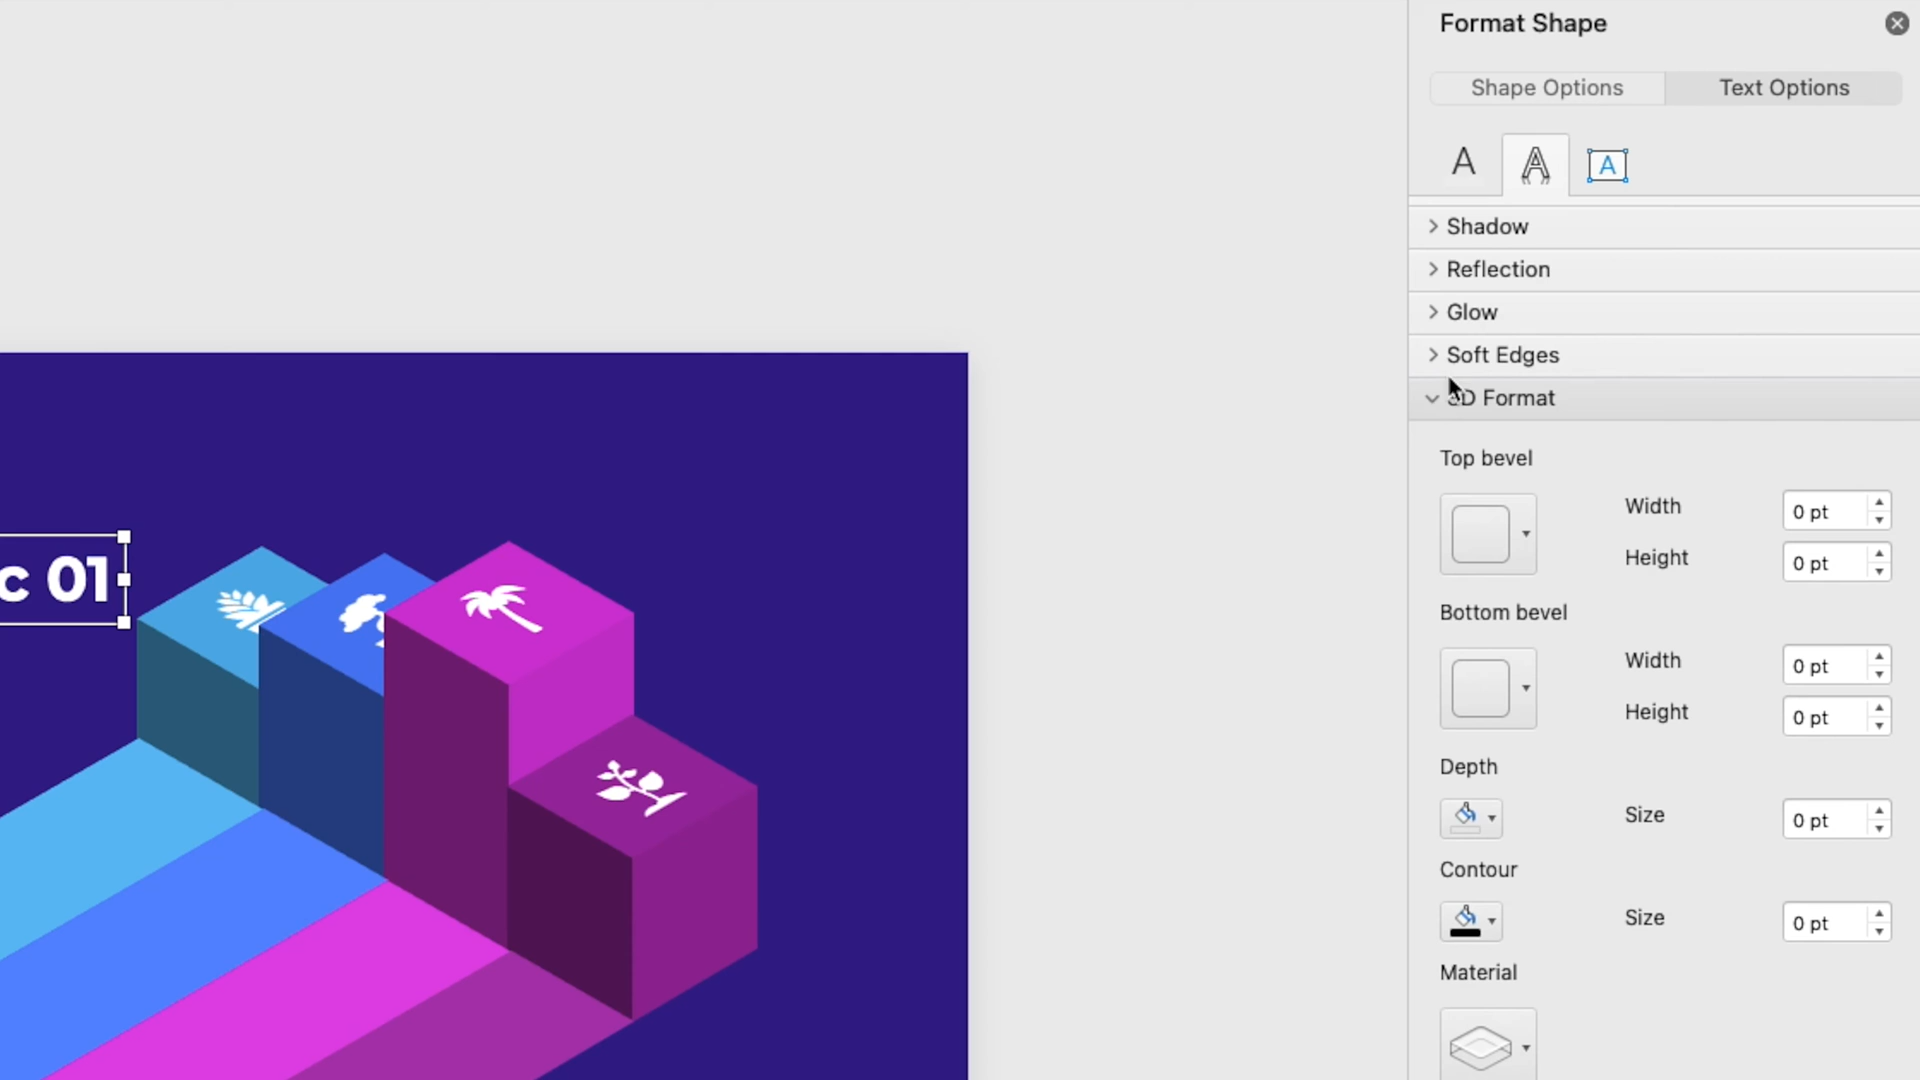 Format Shape
Shape Options
Text Options
A
A
A
Shadow
Reflection
Glow
Soft Edges
3D Format
Top bevel
Width
0 pt
Height
0 pt
Bottom bevel
Width
0 pt
Height
0 pt
Depth
Size
0 pt
Contour
Size
0 pt
Material
c 01